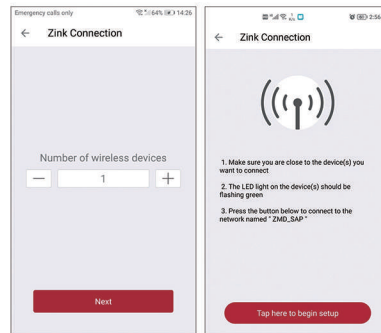 Emergency calls only
64%
14:26
← Zink Connection
Number of wireless devices
— 1 +
Next
2:56
← Zink Connection
1. Make sure you are close to the device(s) you
want to connect
2. The LED light on the device(s) should be
flashing green
3. Press the button below to connect to the
network named " ZMD_SAP "
Tap here to begin setup